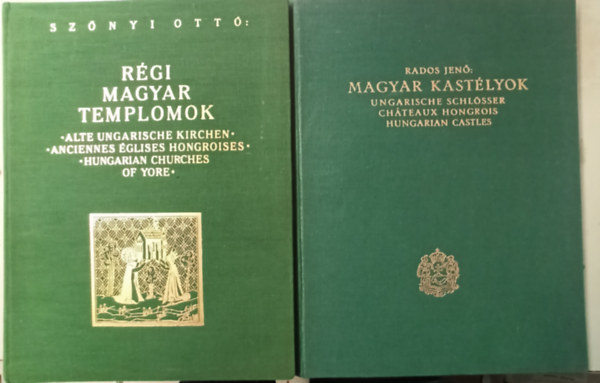 SZŐNYI OTTÓ:
RÉGI
MAGYAR
TEMPLOMOK
•ALTE UNGARISCHE KIRCHEN•
•ANCIENNES ÉGLISES HONGROISES•
•HUNGARIAN CHURCHES
OF YORE•
RADOS JENŐ:
MAGYAR KASTÉLYOK
UNGARISCHE SCHLÖSSER
CHÂTEAUX HONGROIS
HUNGARIAN CASTLES